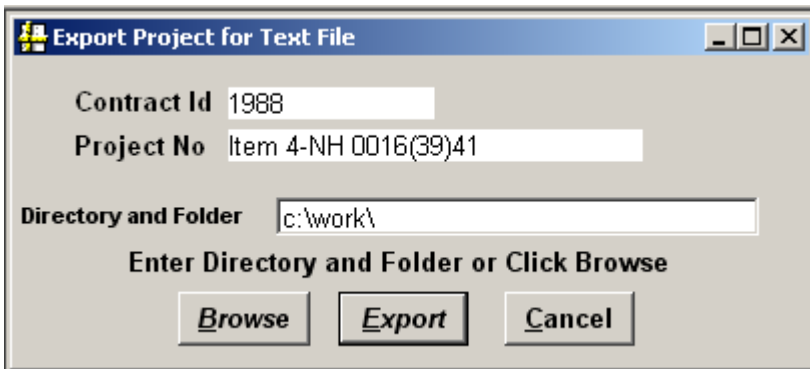 Export Project for Text File
Contract Id 1988
Project No Item 4-NH 0016(39)41
Directory and Folder c:\work\
Enter Directory and Folder or Click Browse
Browse Export Cancel